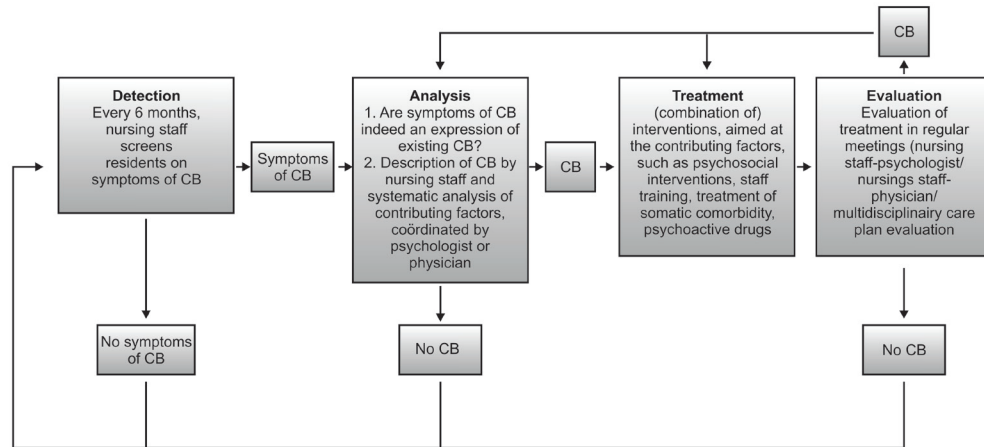 CB
Detection
Every 6 months,
nursing staff
screens
residents on
symptoms of CB
Symptoms
of CB
Analysis
1. Are symptoms of CB
indeed an expression of
existing CB?
2. Description of CB by
nursing staff and
systematic analysis of
contributing factors,
coördinated by
psychologist or
physician
CB
Treatment
(combination of)
interventions, aimed at
the contributing factors,
such as psychosocial
interventions, staff
training, treatment of
somatic comorbidity,
psychoactive drugs
Evaluation
Evaluation of
treatment in regular
meetings (nursing
staff-psychologist/
nursings staff-
physician/
multidisciplinairy care
plan evaluation
No symptoms
of CB
No CB
No CB